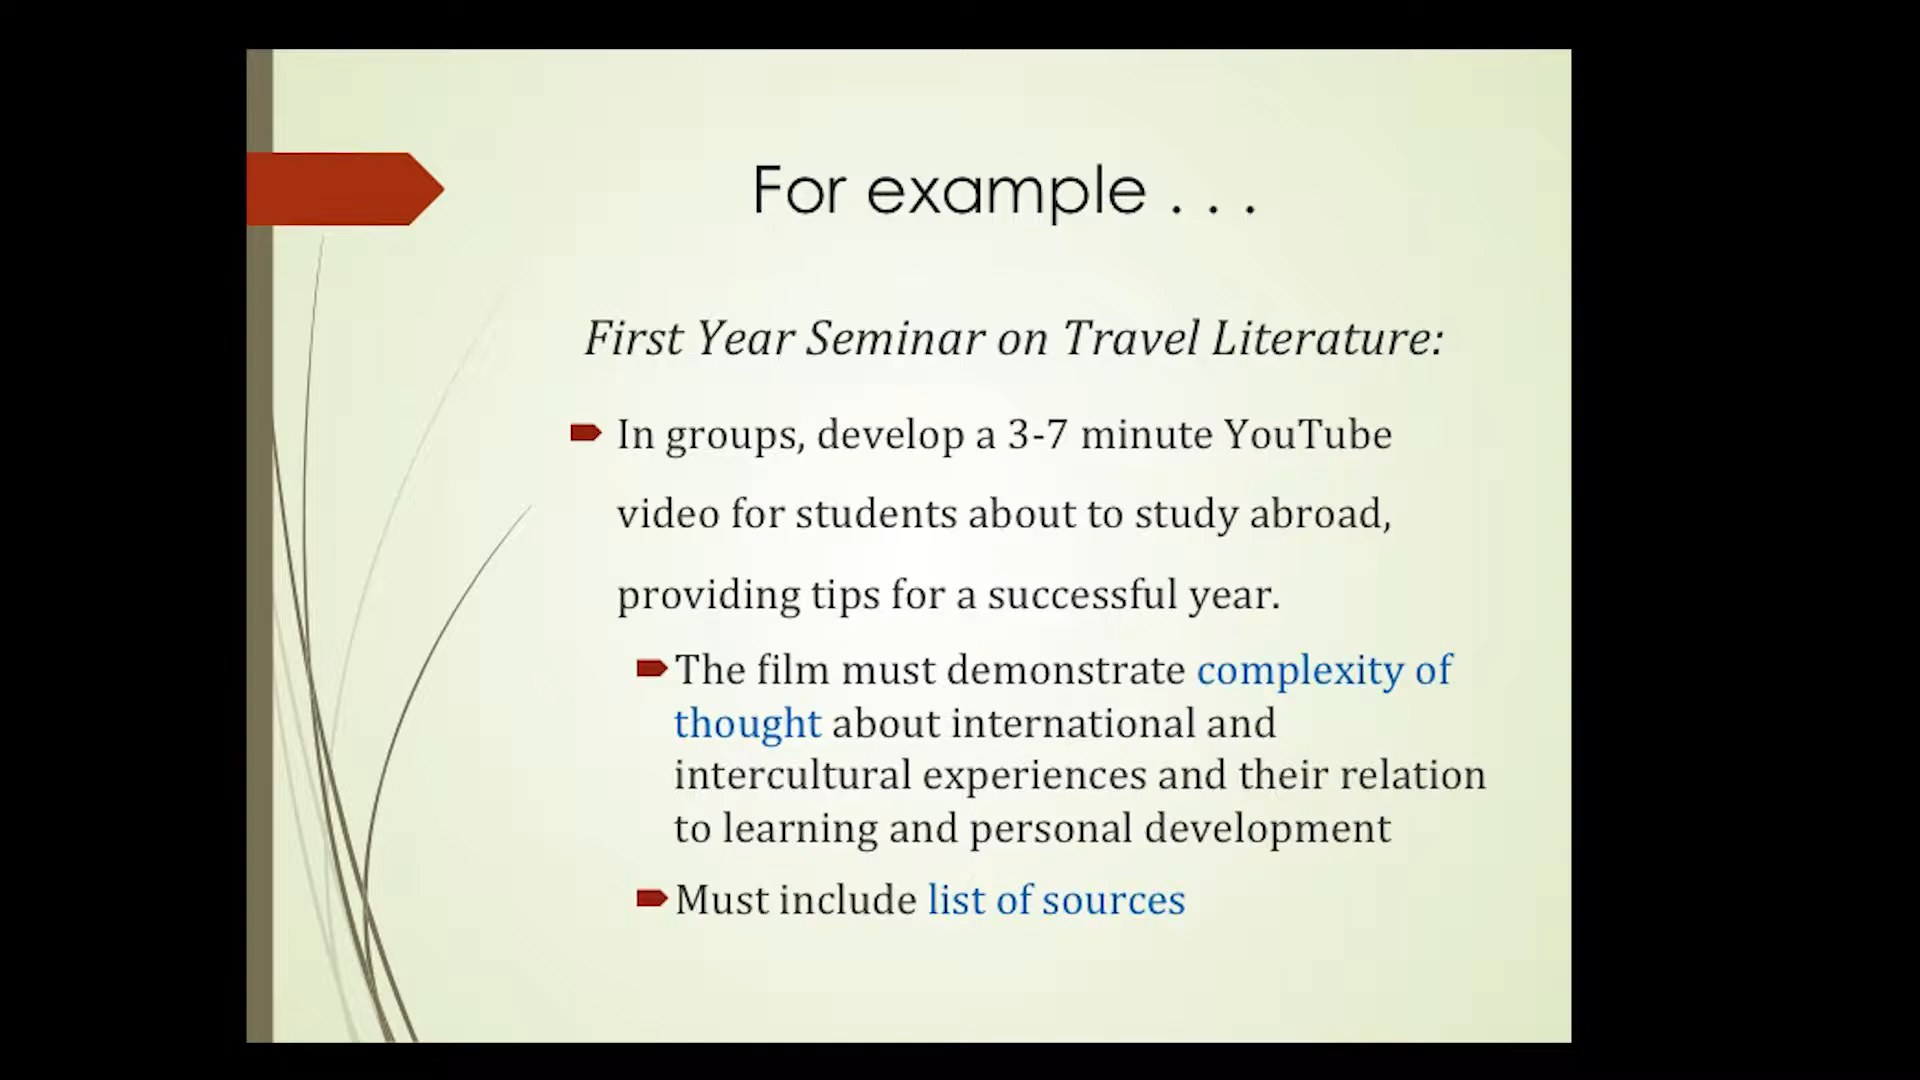 For example . . .
First Year Seminar on Travel Literature:
In groups, develop a 3-7 minute YouTube
video for students about to study abroad,
providing tips for a successful year.
The film must demonstrate complexity of
thought about international and
intercultural experiences and their relation
to learning and personal development
Must include list of sources